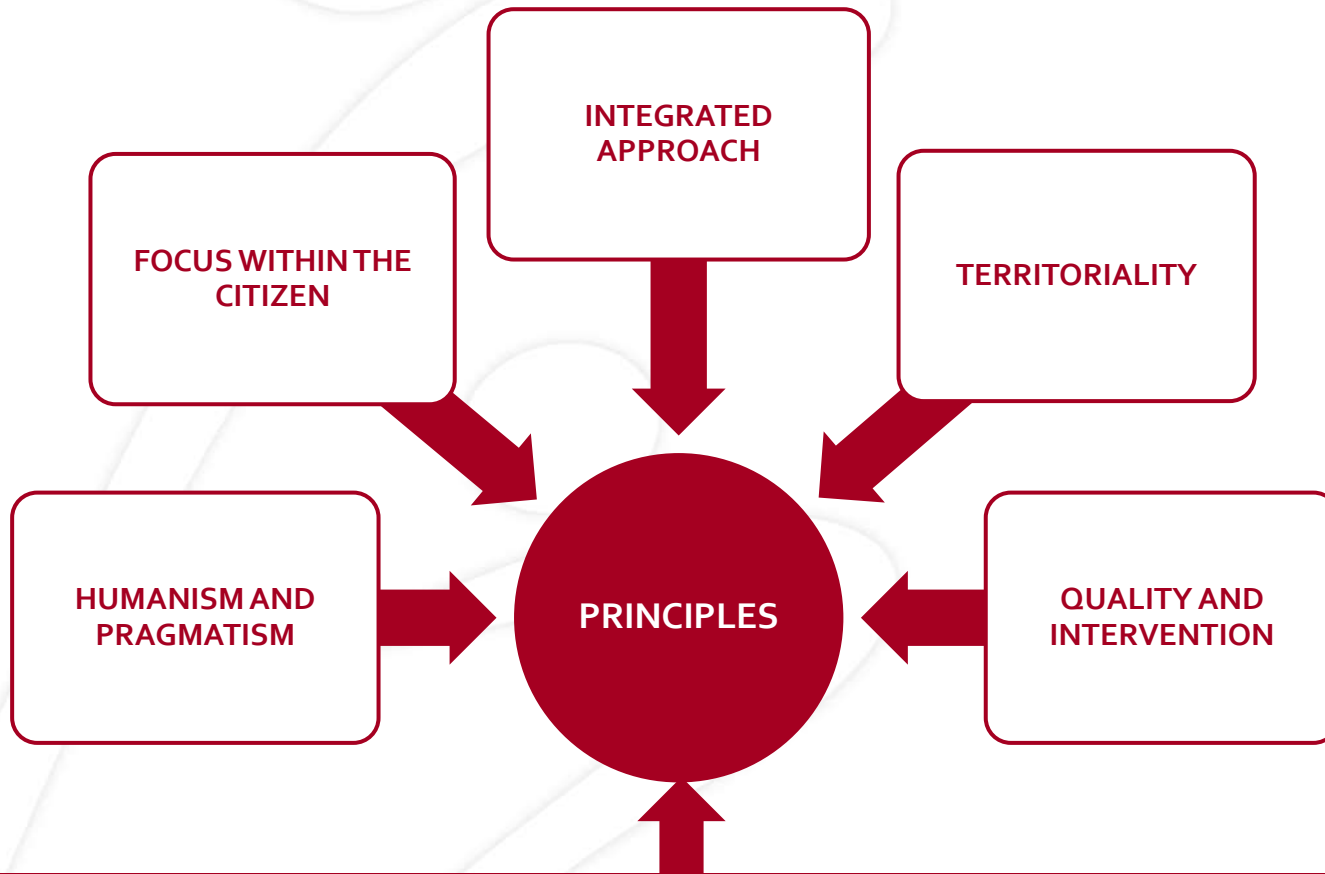 INTEGRATED
APPROACH
FOCUS WITHIN THE
CITIZEN
TERRITORIALITY
HUMANISM AND
PRAGMATISM
PRINCIPLES
QUALITY AND
INTERVENTION